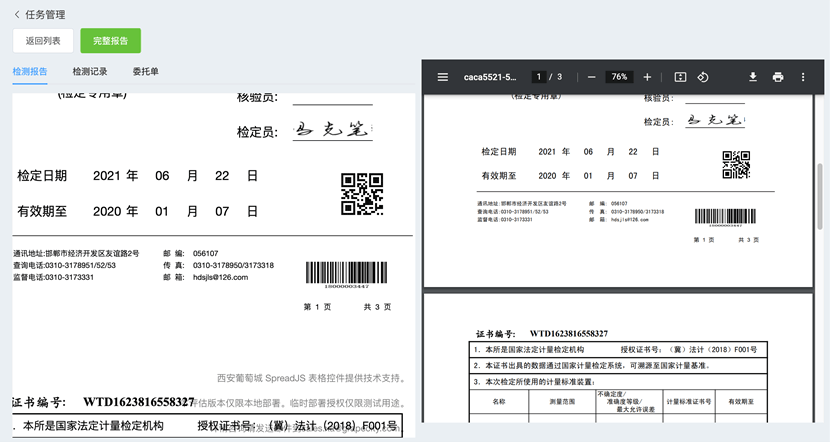 任务管理
返回列表
完整报告
检测报告
检测记录
委托单
(检定专用章)
核验员:
检定员:
马克笔
检定日期 2021 年 06 月 22 日
有效期至 2020 年 01 月 07 日
通讯地址:邯郸市经济开发区友谊路2号 邮 编: 056107
查询电话:0310-3178951/52/53 传 真: 0310-3178950/3173318
监督电话:0310-3173331 邮 箱: hdsjls@126.com
18000003447
第 1 页 共 3 页
西安葡萄城 SpreadJS 表格控件提供技术支持。
证书编号: WTD1623816558327
评估版本仅限本地部署。临时部署授权仅限测试用途。
. 本所是国家法定计量检定机构 授权证书号: (冀) 法计 (2018) F001号
caca5521-5...
1 / 3
76%
(检定专用章)
核验员:
检定员:
马克笔
检定日期 2021 年 06 月 22 日
有效期至 2020 年 01 月 07 日
通讯地址:邯郸市经济开发区友谊路2号 邮 编: 056107
查询电话:0310-3178951/52/53 传 真: 0310-3178950/3173318
监督电话:0310-3173331 邮 箱: hdsjls@126.com
18000003447
第 1 页 共 3 页
证书编号: WTD1623816558327
1. 本所是国家法定计量检定机构 授权证书号: (冀) 法计 (2018) F001号
2. 本证书出具的数据通过国家计量检定系统, 可溯源至国家计量基准。
3. 本次检定所使用的计量标准装置:
名称 测量范围 不确定度/准确度等级/最大允许误差 计量标准证书号 有效期至